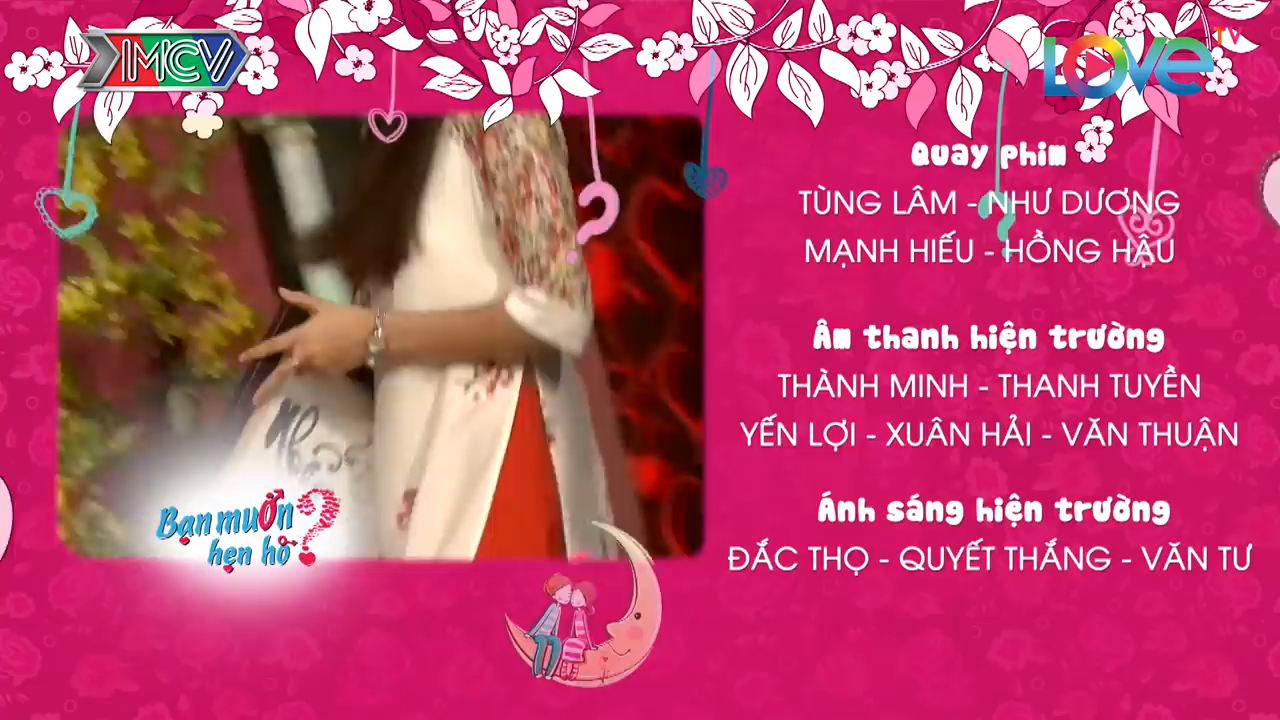 MCV
LOVE TV
Quay phim
TÙNG LÂM - NHƯ DƯƠNG
MẠNH HIẾU - HỒNG HẬU
Âm thanh hiện trường
THÀNH MINH - THANH TUYỀN
YẾN LỢI - XUÂN HẢI - VĂN THUẬN
Ánh sáng hiện trường
ĐẮC THỌ - QUYẾT THẮNG - VĂN TƯ
Bạn muốn
hẹn hò?